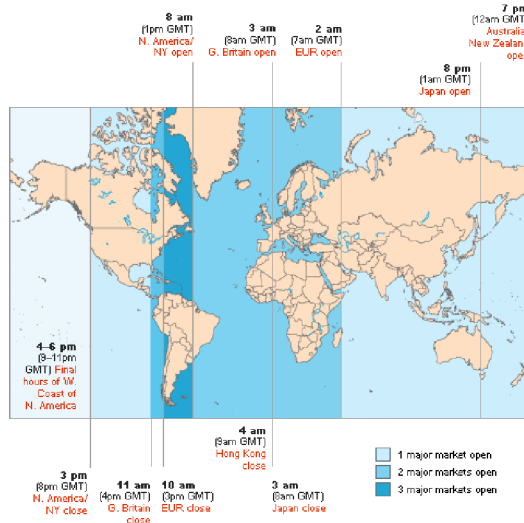 8 am
(1pm GMT)
N. America/
NY open
3 am
(8am GMT)
G. Britain open
2 am
(7am GMT)
EUR open
7 pm
(12am GMT)
Australia
New Zealand
open
8 pm
(1am GMT)
Japan open
4–6 pm
(9–11pm
GMT) Final
hours of W.
Coast of
N. America
3 pm
(8pm GMT)
N. America/
NY close
11 am
(4pm GMT)
G. Britain
close
10 am
(3pm GMT)
EUR close
4 am
(9am GMT)
Hong Kong
close
3 am
(8am GMT)
Japan close
1 major market open
2 major markets open
3 major markets open